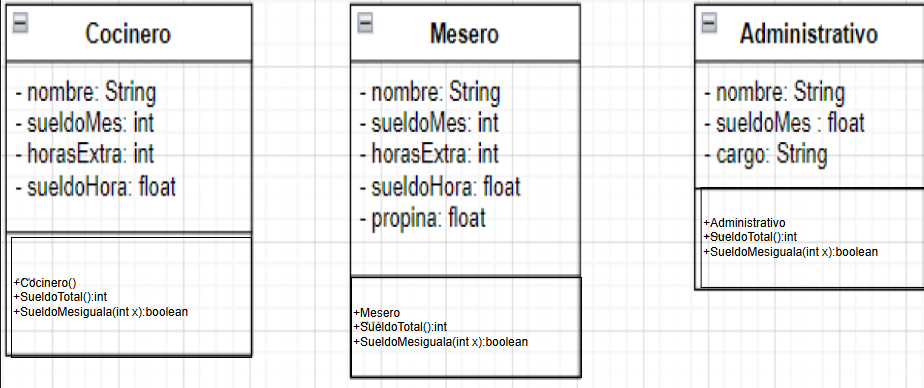 Cocinero
- nombre: String
- sueldoMes: int
- horasExtra: int
- sueldoHora: float
+Cocinero()
+SueldoTotal():int
+SueldoMesiguala(int x):boolean
Mesero
- nombre: String
- sueldoMes: int
- horasExtra: int
- sueldoHora: float
- propina: float
+Mesero
+SueldoTotal():int
+SueldoMesiguala(int x):boolean
Administrativo
- nombre: String
- sueldoMes : float
- cargo: String
+Administrativo
+SueldoTotal():int
+SueldoMesiguala(int x):boolean